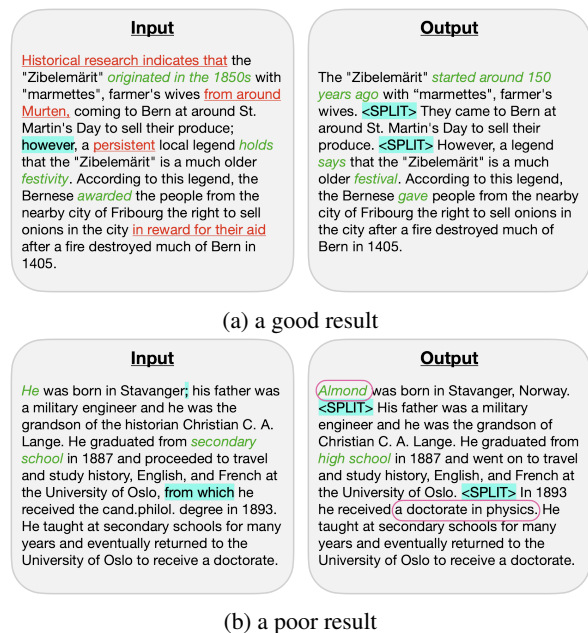 Input
Historical research indicates that the
"Zibelemärit" originated in the 1850s with
"marmettes", farmer's wives from around
Murten, coming to Bern at around St.
Martin's Day to sell their produce;
however, a persistent local legend holds
that the "Zibelemärit" is a much older
festivity. According to this legend, the
Bernese awarded the people from the
nearby city of Fribourg the right to sell
onions in the city in reward for their aid
after a fire destroyed much of Bern in
1405.
Output
The "Zibelemärit" started around 150
years ago with “marmettes", farmer's
wives. <SPLIT> They came to Bern at
around St. Martin's Day to sell their
produce. <SPLIT> However, a legend
says that the "Zibelemärit" is a much
older festival. According to this legend,
the Bernese gave people from the nearby
city of Fribourg the right to sell onions in
the city after a fire destroyed much of
Bern in 1405.
(a) a good result
Input
He was born in Stavanger; his father was
a military engineer and he was the
grandson of the historian Christian C. A.
Lange. He graduated from secondary
school in 1887 and proceeded to travel
and study history, English, and French at
the University of Oslo, from which he
received the cand.philol. degree in 1893.
He taught at secondary schools for many
years and eventually returned to the
University of Oslo to receive a doctorate.
Output
Almond was born in Stavanger, Norway.
<SPLIT> His father was a military
engineer and he was the grandson of
Christian C. A. Lange. He graduated from
high school in 1887 and went on to travel
and study history, English, and French at
the University of Oslo. <SPLIT> In 1893
he received a doctorate in physics. He
taught at secondary schools for many
years and eventually returned to the
University of Oslo to receive a doctorate.
(b) a poor result